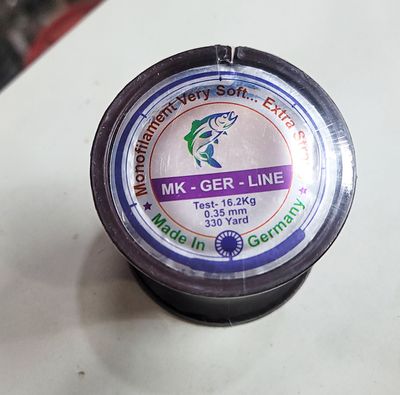 Monofilament Very Soft... Extra
MK - GER - LINE
Test- 16.2Kg
0.35 mm
330 Yard
Made In Germany